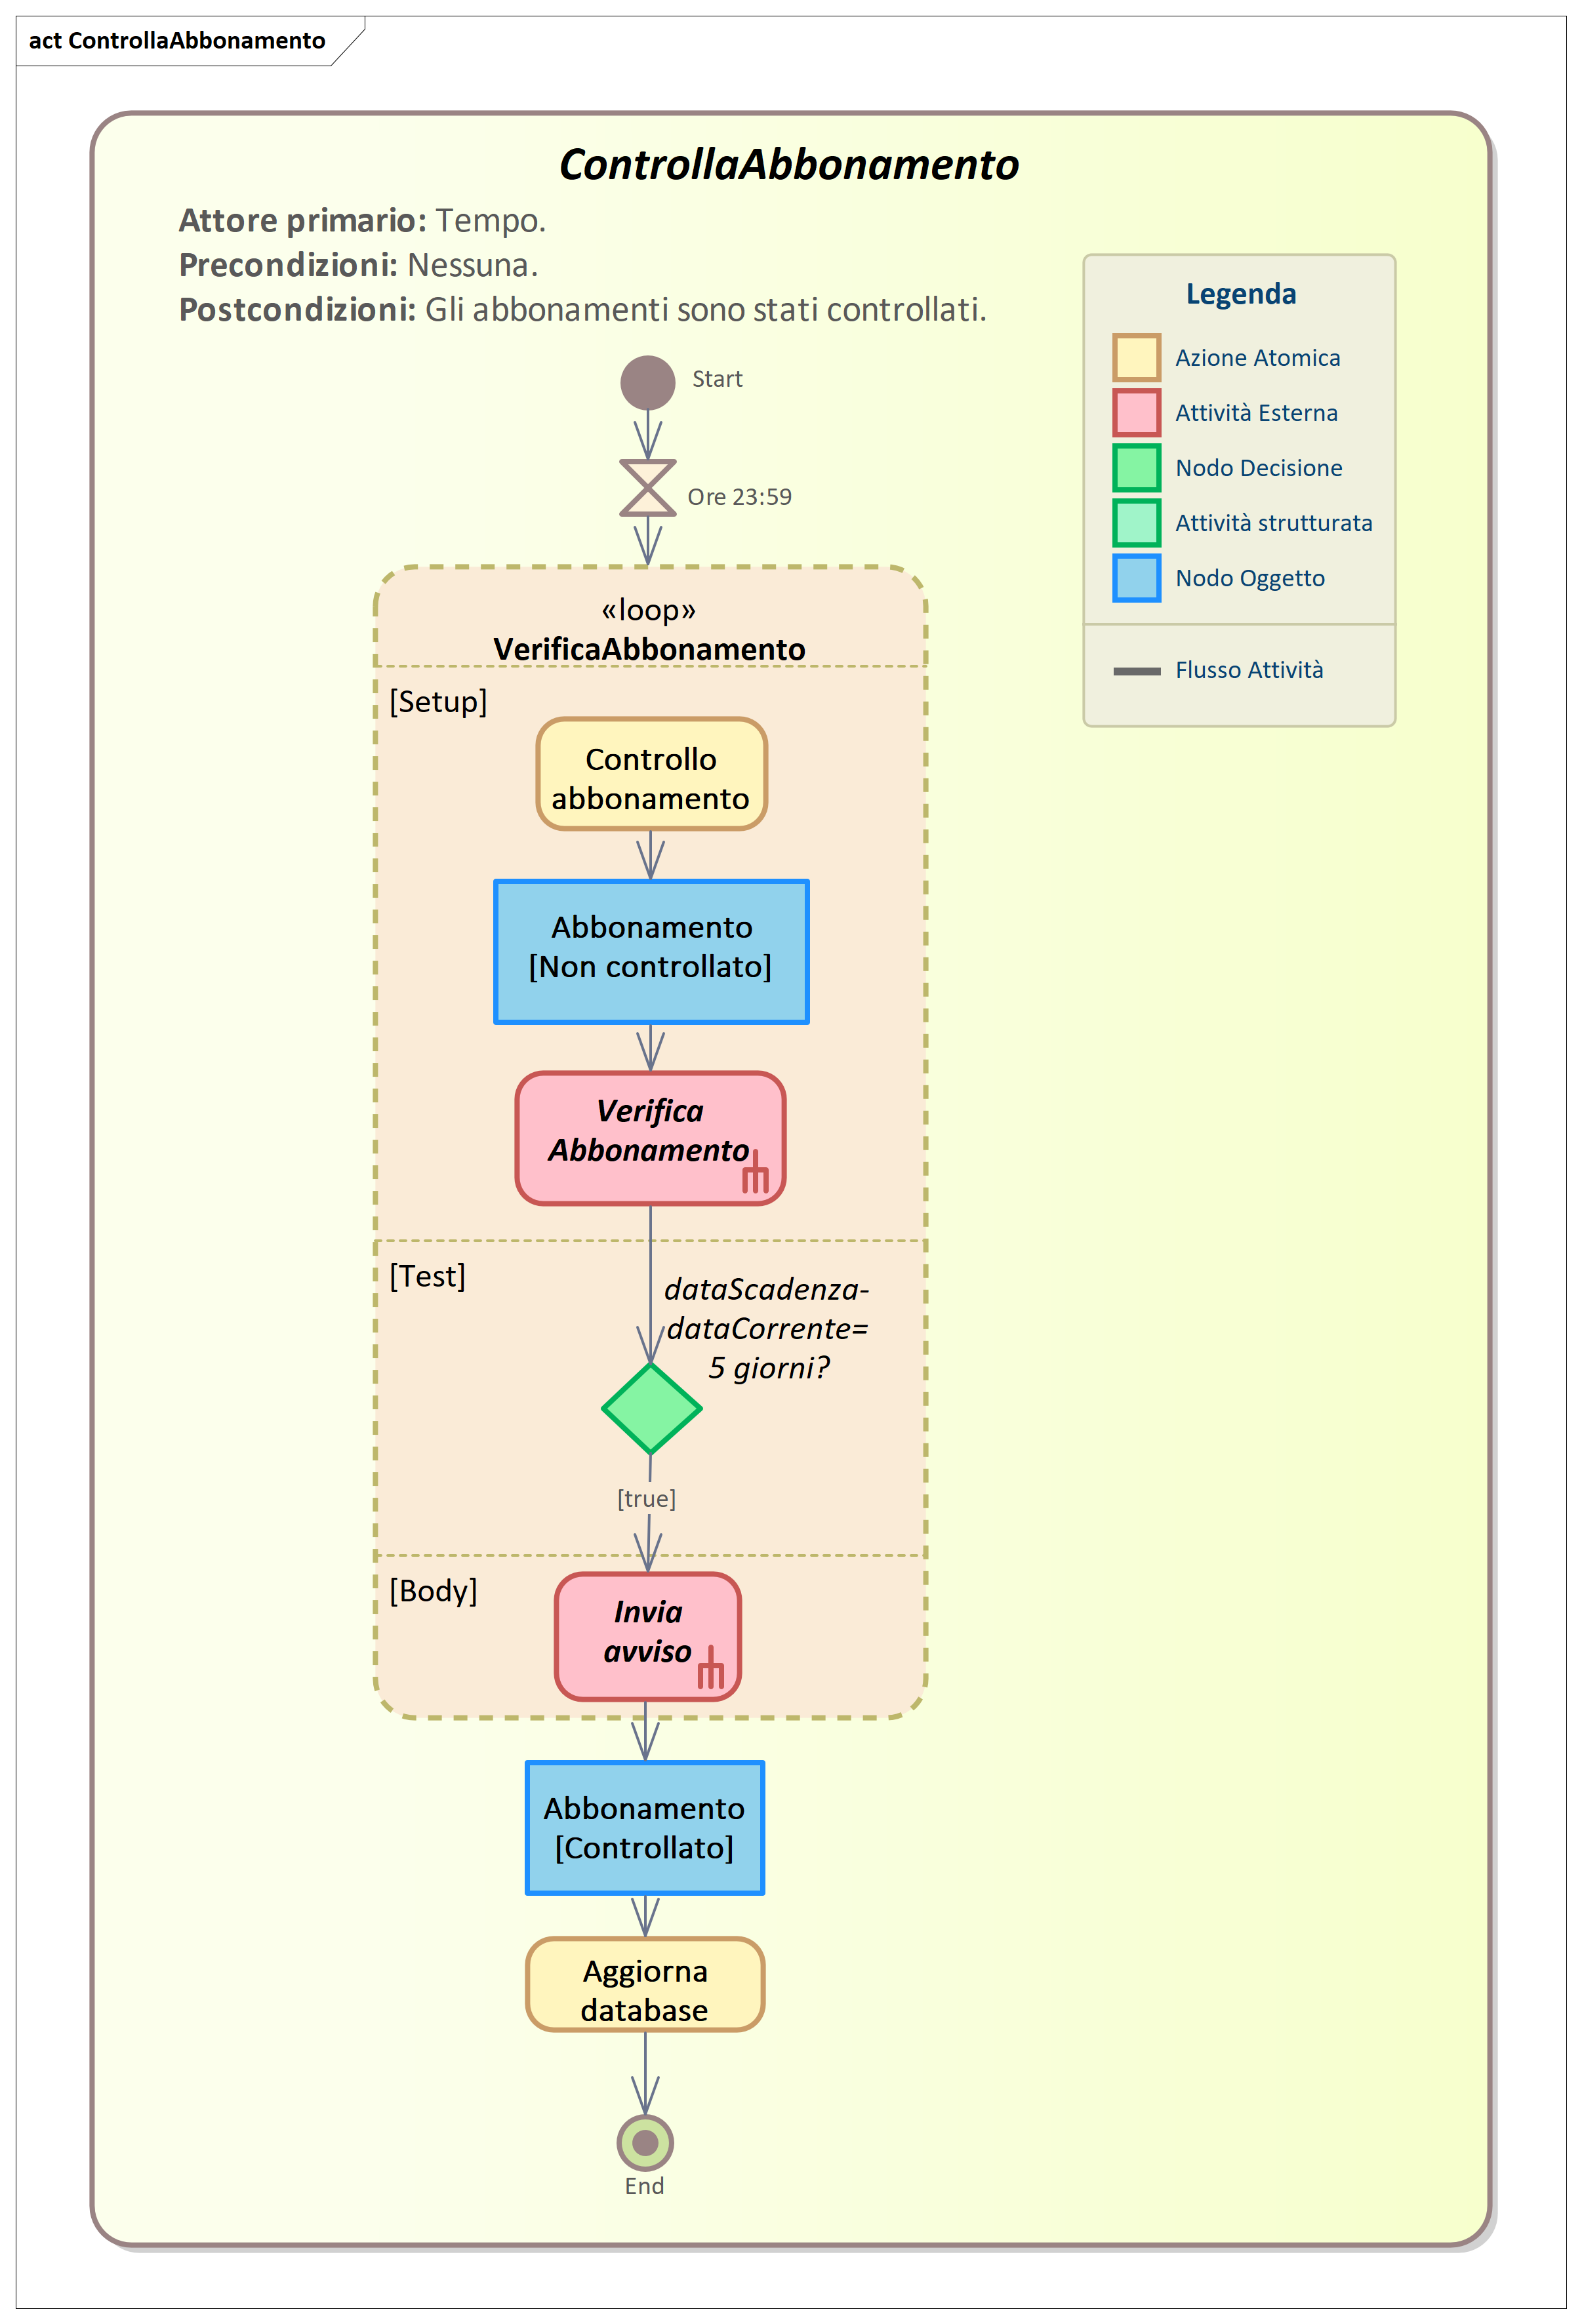 act ControllaAbbonamento
ControllaAbbonamento
Attore primario: Tempo.
Precondizioni: Nessuna.
Postcondizioni: Gli abbonamenti sono stati controllati.
Legenda
Azione Atomica
Attività Esterna
Nodo Decisione
Attività strutturata
Nodo Oggetto
Flusso Attività
Start
Ore 23:59
«loop»
VerificaAbbonamento
[Setup]
Controllo
abbonamento
Abbonamento
[Non controllato]
Verifica
Abbonamento
[Test]
dataScadenza-
dataCorrente=
5 giorni?
[true]
[Body]
Invia
avviso
Abbonamento
[Controllato]
Aggiorna
database
End